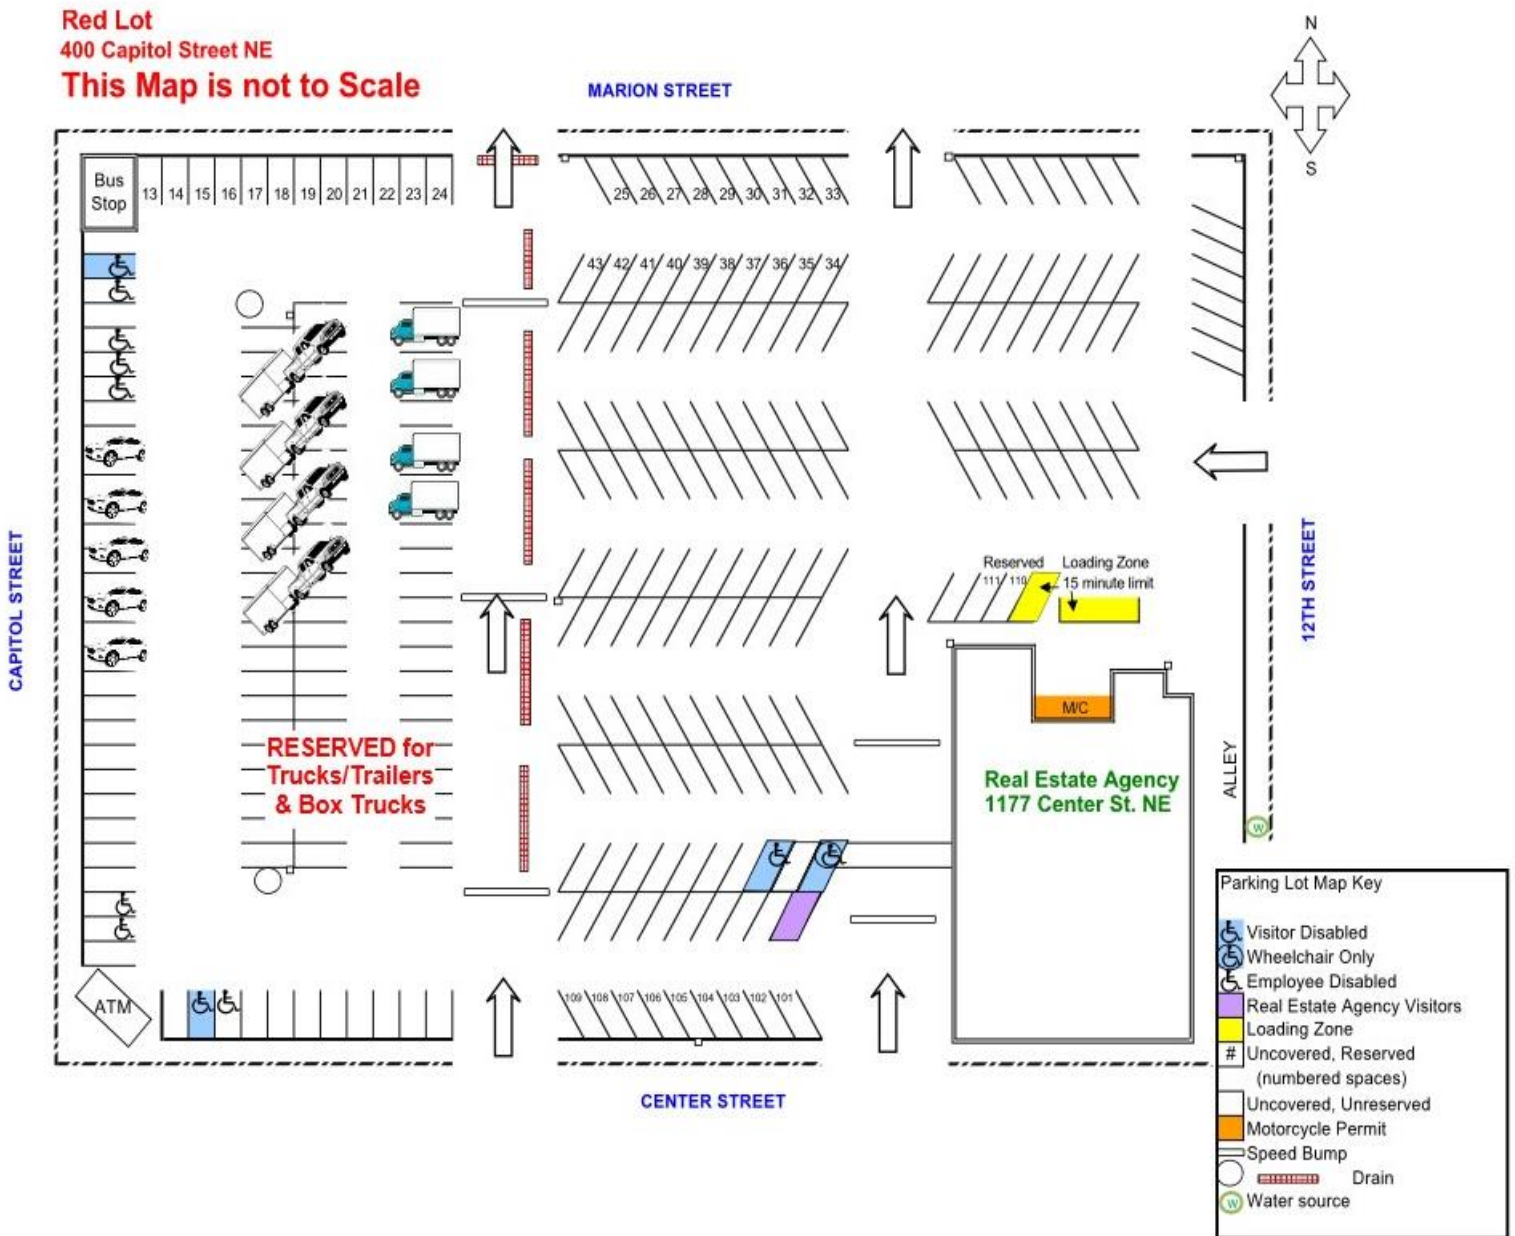 Red Lot
400 Capitol Street NE
This Map is not to Scale
MARION STREET
N
S
Bus
Stop
13 14 15 16 17 18 19 20 21 22 23 24
25 26 27 28 29 30 31 32 33
43 42 41 40 39 38 37 36 35 34
CAPITOL STREET
12TH STREET
Reserved
111 110
Loading Zone
15 minute limit
M/C
RESERVED for
Trucks/Trailers
& Box Trucks
Real Estate Agency
1177 Center St. NE
ALLEY
W
ATM
109 108 107 106 105 104 103 102 101
CENTER STREET
Parking Lot Map Key
Visitor Disabled
Wheelchair Only
Employee Disabled
Real Estate Agency Visitors
Loading Zone
# Uncovered, Reserved
(numbered spaces)
Uncovered, Unreserved
Motorcycle Permit
Speed Bump
Drain
W Water source